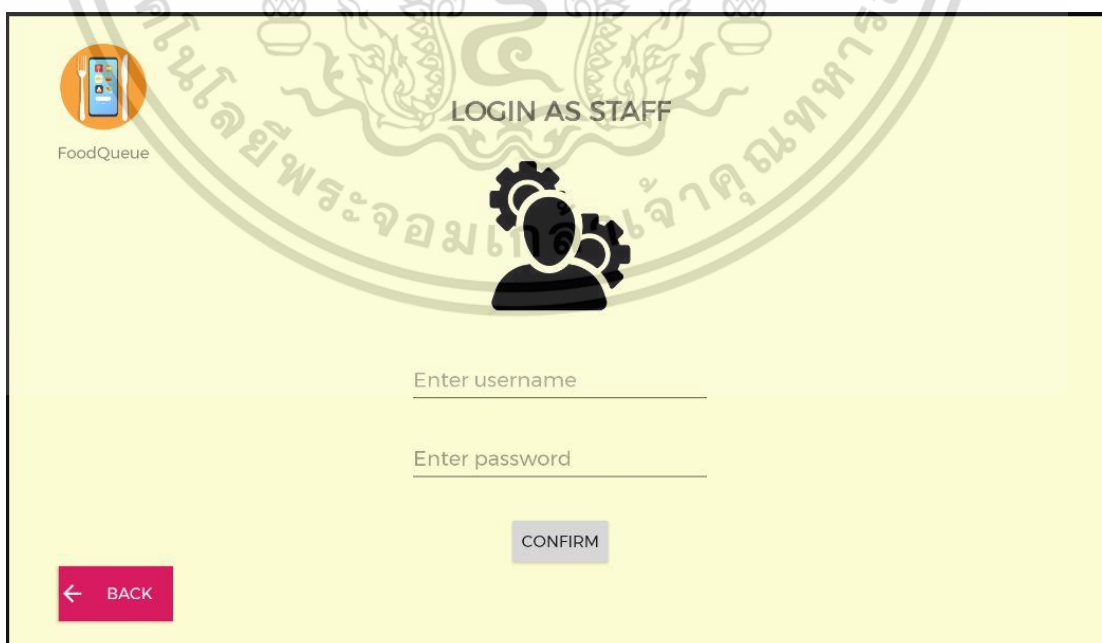 LOGIN AS STAFF
FoodQueue
Enter username
Enter password
CONFIRM
BACK